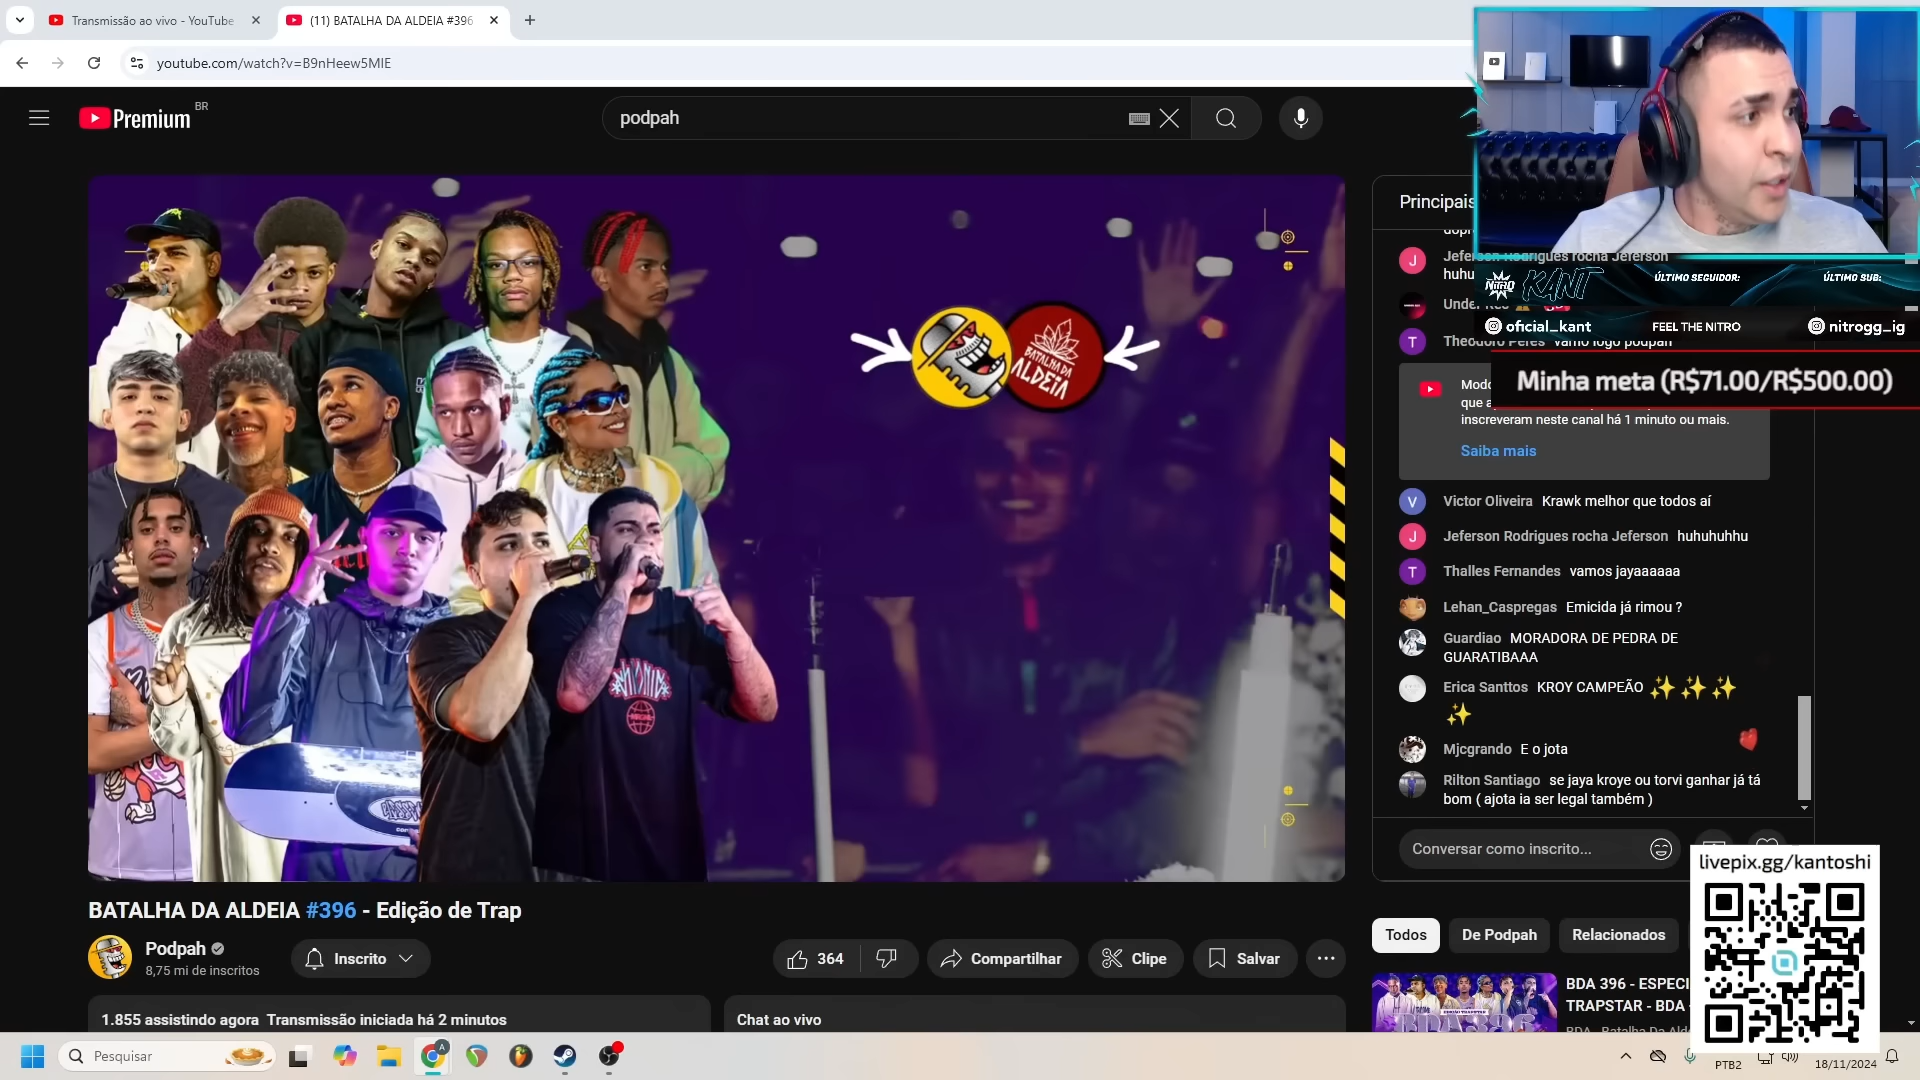 Transmissão ao vivo - YouTube
(11) BATALHA DA ALDEIA #396
youtube.com/watch?v=B9nHeew5MIE
Premium BR
podpah
BATALHA DA
ALDEIA
Principais
Jeferson Rodrigues rocha Jeferson
huhu
Theodoro Peres vamo logo podpah
que a
inscreveram neste canal há 1 minuto ou mais.
Saiba mais
Victor Oliveira Krawk melhor que todos aí
Jeferson Rodrigues rocha Jeferson huhuhuhhu
Thalles Fernandes vamos jayaaaaaa
Lehan_Caspregas Emicida já rimou ?
Guardiao MORADORA DE PEDRA DE
GUARATIBAAA
Erica Santtos KROY CAMPEÃO ✨ ✨ ✨
✨
Mjcgrando E o jota
Rilton Santiago se jaya kroye ou torvi ganhar já tá
bom ( ajota ia ser legal também )
Conversar como inscrito...
NITRO KANT ÚLTIMO SEGUIDOR: ÚLTIMO SUB:
oficial_kant FEEL THE NITRO nitrogg_ig
Minha meta (R$71.00/R$500.00)
livepix.gg/kantoshi
BATALHA DA ALDEIA #396 - Edição de Trap
Podpah
8,75 mi de inscritos
Inscrito
364
Compartilhar
Clipe
Salvar
Todos
De Podpah
Relacionados
BDA 396 - ESPECI
TRAPSTAR - BDA
BDA396
1.855 assistindo agora Transmissão iniciada há 2 minutos
Chat ao vivo
Pesquisar
PTB2
18/11/2024